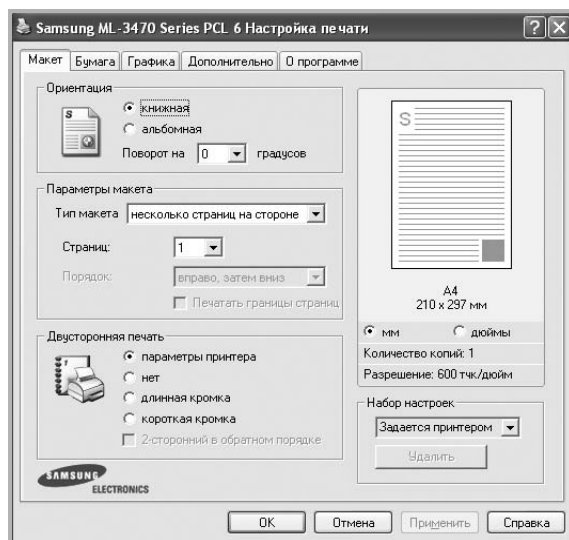 Samsung ML-3470 Series PCL 6 Настройка печати
Макет Бумага Графика Дополнительно О программе
Ориентация
S
книжная
альбомная
Поворот на 0 градусов
Параметры макета
Тип макета несколько страниц на стороне
Страниц: 1
Порядок: вправо, затем вниз
Печатать границы страниц
Двусторонняя печать
параметры принтера
нет
длинная кромка
короткая кромка
2-сторонний в обратном порядке
SAMSUNG
ELECTRONICS
S
A4
210 x 297 мм
мм дюймы
Количество копий: 1
Разрешение: 600 тчк/дюйм
Набор настроек
Задается принтером
Удалить
OK Отмена Применить Справка